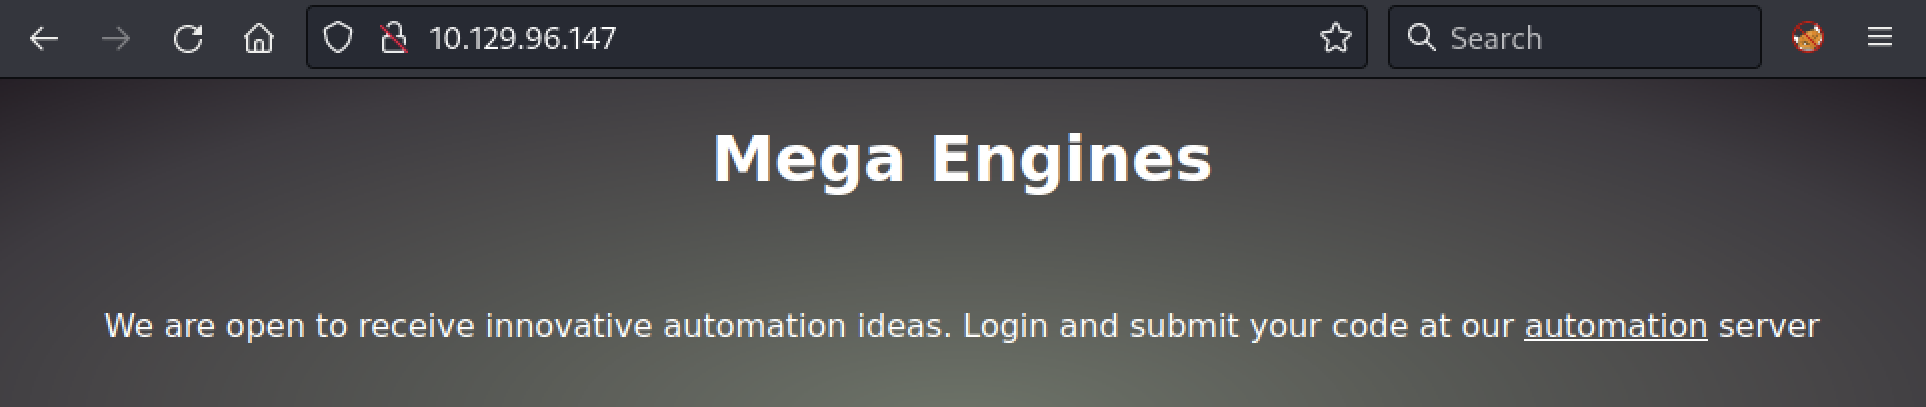 10.129.96.147
Search
Mega Engines
We are open to receive innovative automation ideas. Login and submit your code at our automation server